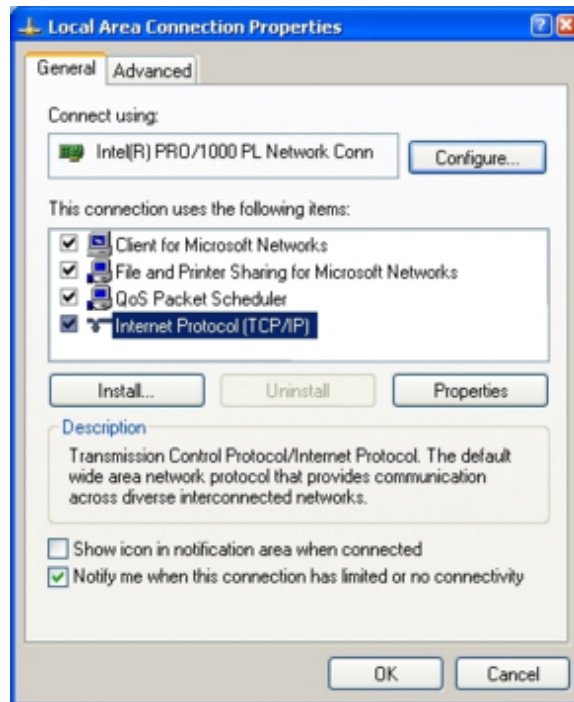 Local Area Connection Properties
General Advanced
Connect using:
Intel(R) PRO/1000 PL Network Conn
Configure...
This connection uses the following items:
Client for Microsoft Networks
File and Printer Sharing for Microsoft Networks
QoS Packet Scheduler
Internet Protocol (TCP/IP)
Install... Uninstall Properties
Description
Transmission Control Protocol/Internet Protocol. The default
wide area network protocol that provides communication
across diverse interconnected networks.
Show icon in notification area when connected
Notify me when this connection has limited or no connectivity
OK Cancel